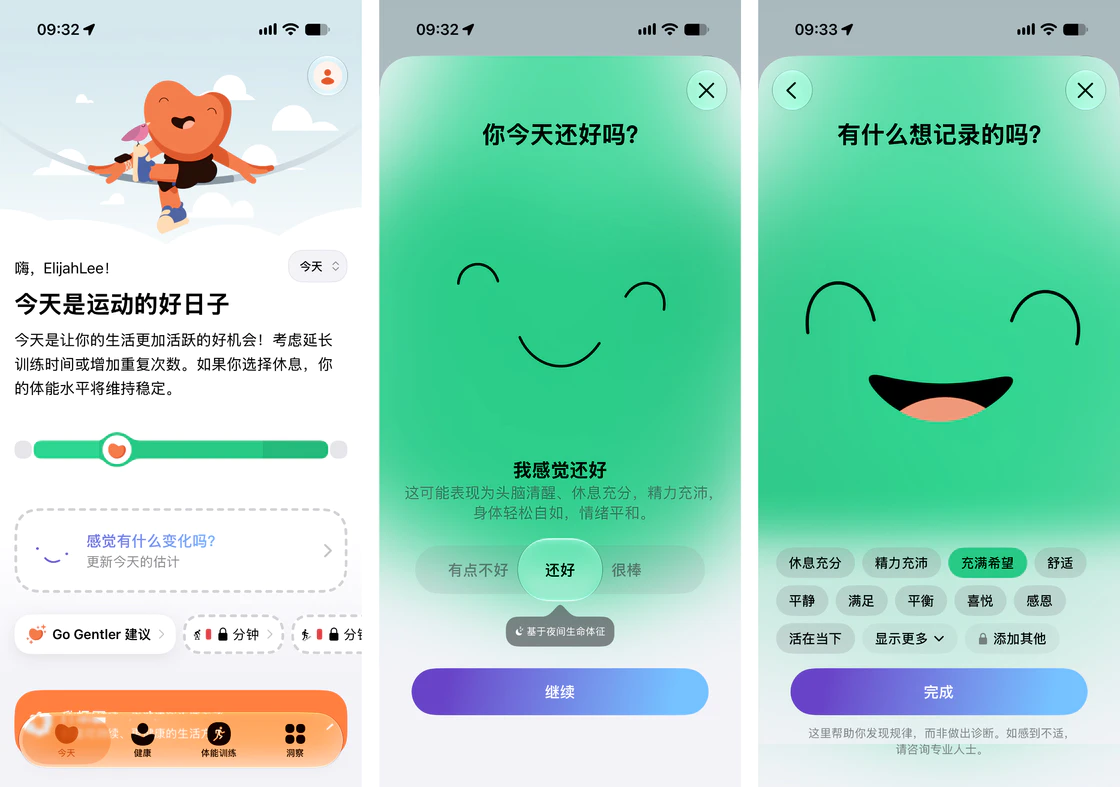 09:32
嗨，ElijahLee！
今天
今天是运动的好日子
今天是让你的生活更加活跃的好机会！考虑延长
训练时间或增加重复次数。如果你选择休息，你
的体能水平将维持稳定。
感觉有什么变化吗？
更新今天的估计
Go Gentler 建议
分钟
今天
健康
体能训练
洞察
09:32
你今天还好吗？
我感觉还好
这可能表现为头脑清醒、休息充分，精力充沛，
身体轻松自如，情绪平和。
有点不好
还好
很棒
基于夜间生命体征
继续
09:33
有什么想记录的吗？
休息充分
精力充沛
充满希望
舒适
平静
满足
平衡
喜悦
感恩
活在当下
显示更多
添加其他
完成
这里帮助你发现规律，而非做出诊断。如感到不适，
请咨询专业人士。